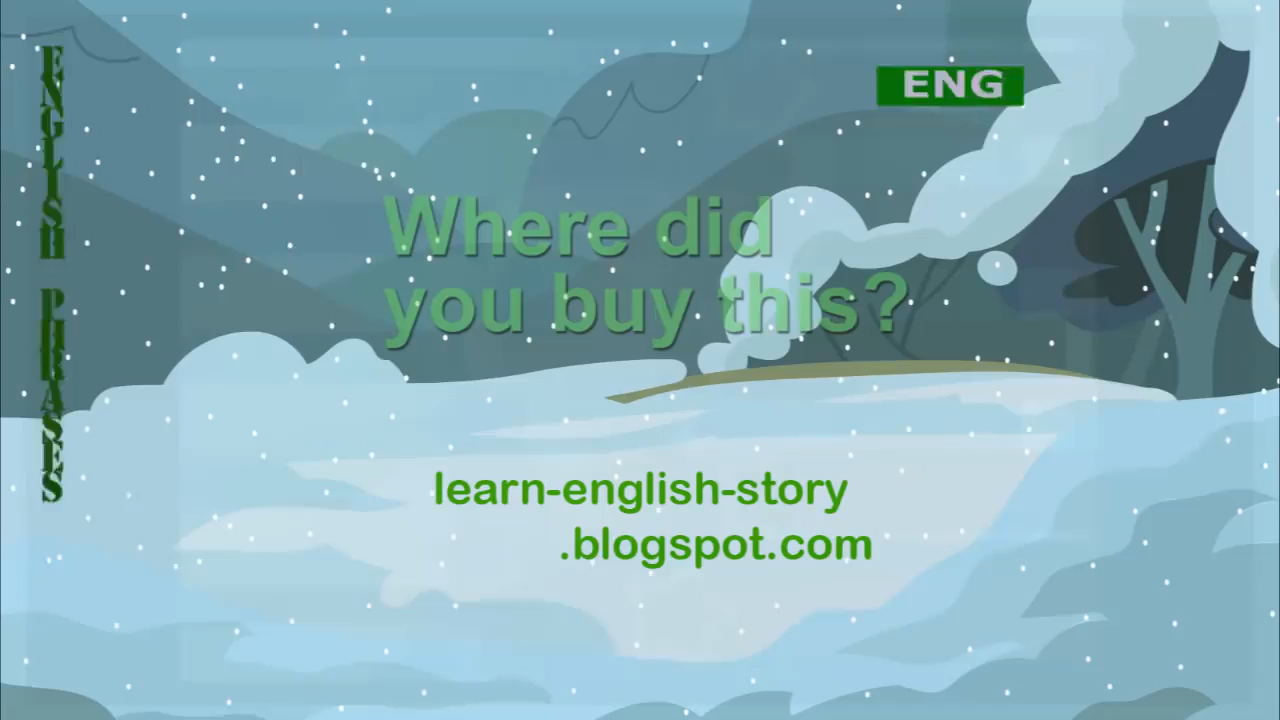 ENGLISH PHRASES
ENG
Where did
you buy this?
learn-english-story
.blogspot.com